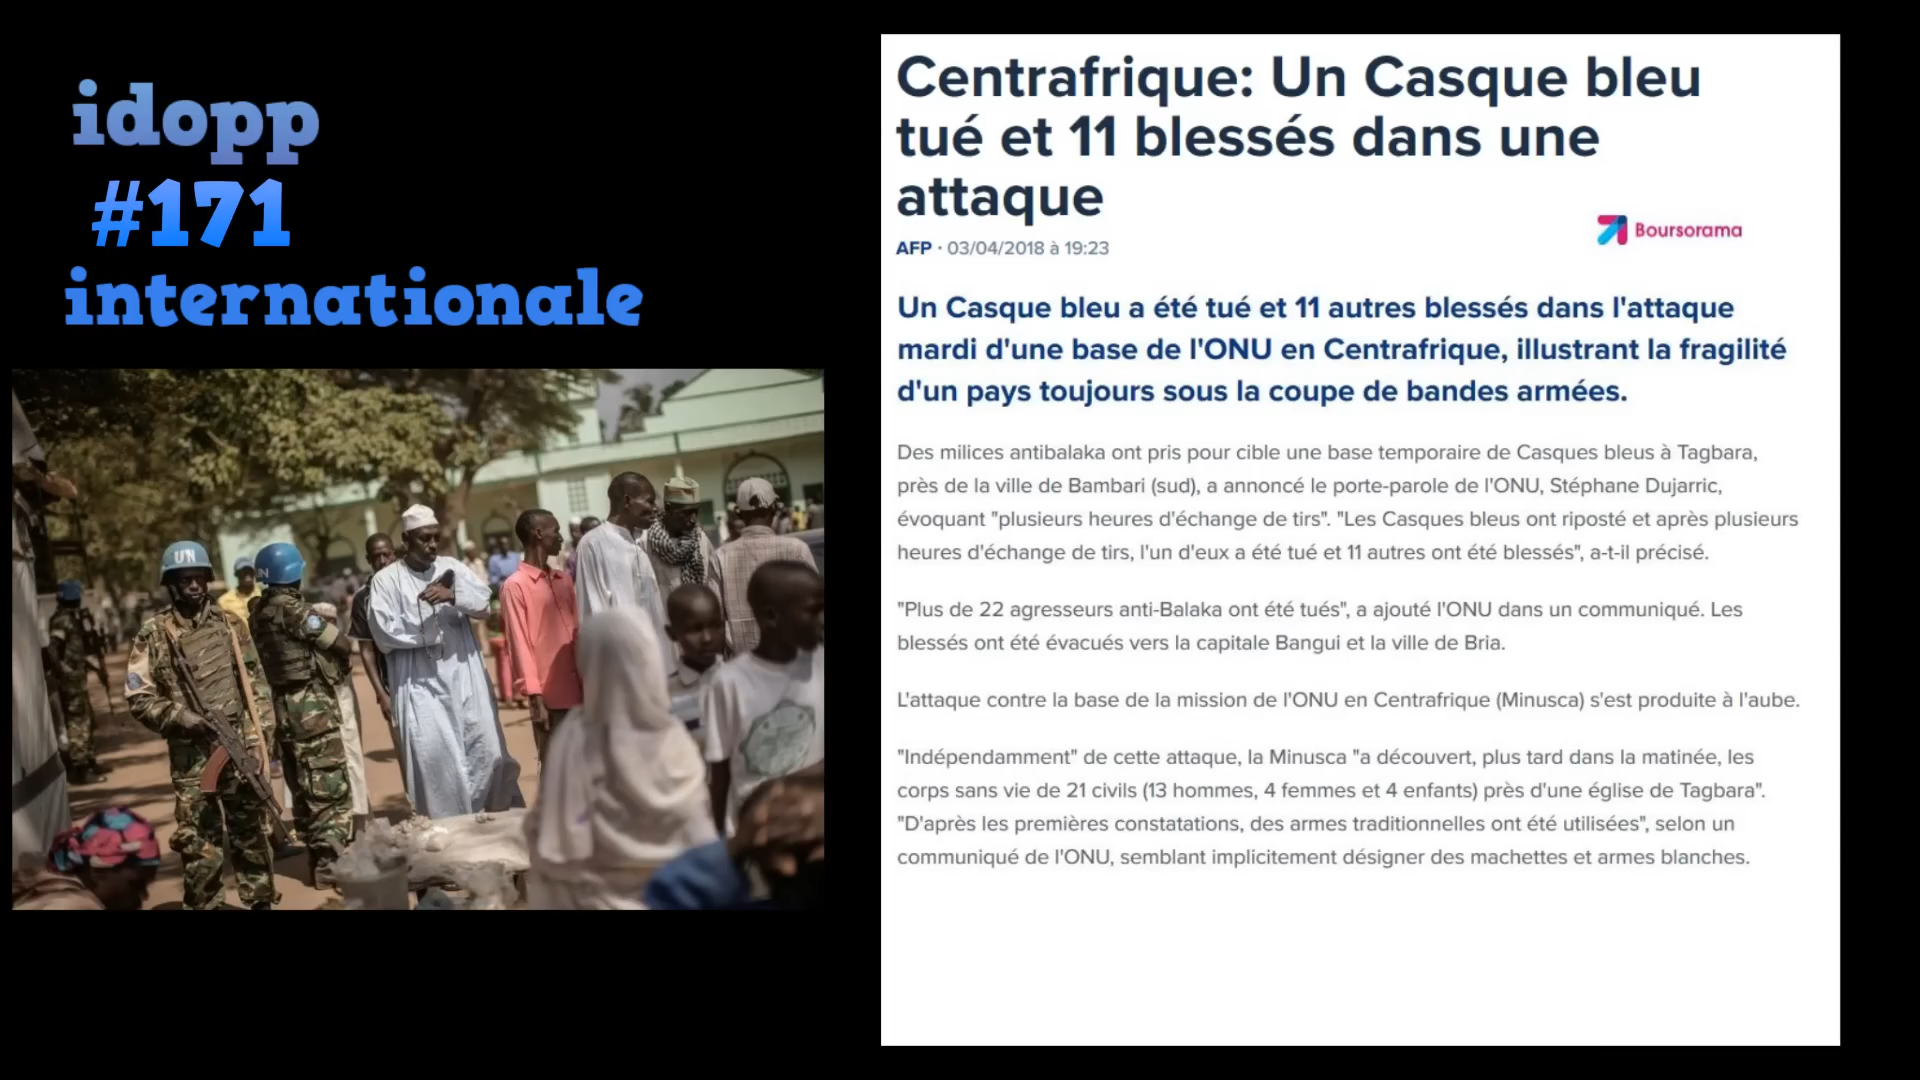 idopp
#171
internationale
UN
UN
Centrafrique: Un Casque bleu
tué et 11 blessés dans une
attaque
AFP · 03/04/2018 à 19:23
Boursorama
Un Casque bleu a été tué et 11 autres blessés dans l'attaque
mardi d'une base de l'ONU en Centrafrique, illustrant la fragilité
d'un pays toujours sous la coupe de bandes armées.
Des milices antibalaka ont pris pour cible une base temporaire de Casques bleus à Tagbara,
près de la ville de Bambari (sud), a annoncé le porte-parole de l'ONU, Stéphane Dujarric,
évoquant "plusieurs heures d'échange de tirs". "Les Casques bleus ont riposté et après plusieurs
heures d'échange de tirs, l'un d'eux a été tué et 11 autres ont été blessés", a-t-il précisé.
"Plus de 22 agresseurs anti-Balaka ont été tués", a ajouté l'ONU dans un communiqué. Les
blessés ont été évacués vers la capitale Bangui et la ville de Bria.
L'attaque contre la base de la mission de l'ONU en Centrafrique (Minusca) s'est produite à l'aube.
"Indépendamment" de cette attaque, la Minusca "a découvert, plus tard dans la matinée, les
corps sans vie de 21 civils (13 hommes, 4 femmes et 4 enfants) près d'une église de Tagbara".
"D'après les premières constatations, des armes traditionnelles ont été utilisées", selon un
communiqué de l'ONU, semblant implicitement désigner des machettes et armes blanches.